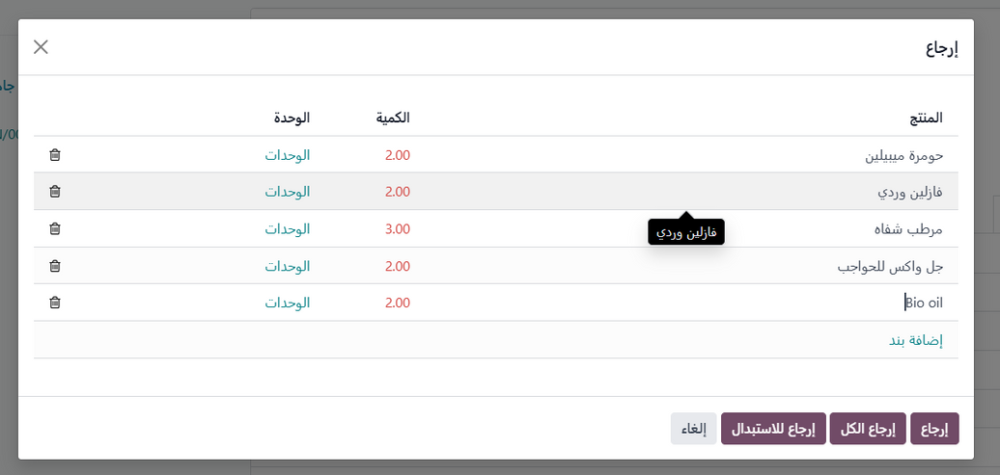 إرجاع
المنتج الكمية الوحدة
حومرة ميبيلين 2.00 الوحدات
فازلين وردي 2.00 الوحدات
مرطب شفاه 3.00 الوحدات
فازلين وردي
جل واكس للحواجب 2.00 الوحدات
Bio oil 2.00 الوحدات
إضافة بند
إرجاع إرجاع الكل إرجاع للاستبدال إلغاء